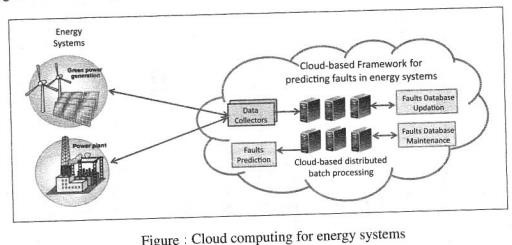 Energy
Systems
Green power
generation
Power plant
Cloud-based Framework for
predicting faults in energy systems
Data
Collectors
Faults Database
Updation
Faults Database
Maintenance
Faults
Prediction
Cloud-based distributed
batch processing
Figure : Cloud computing for energy systems